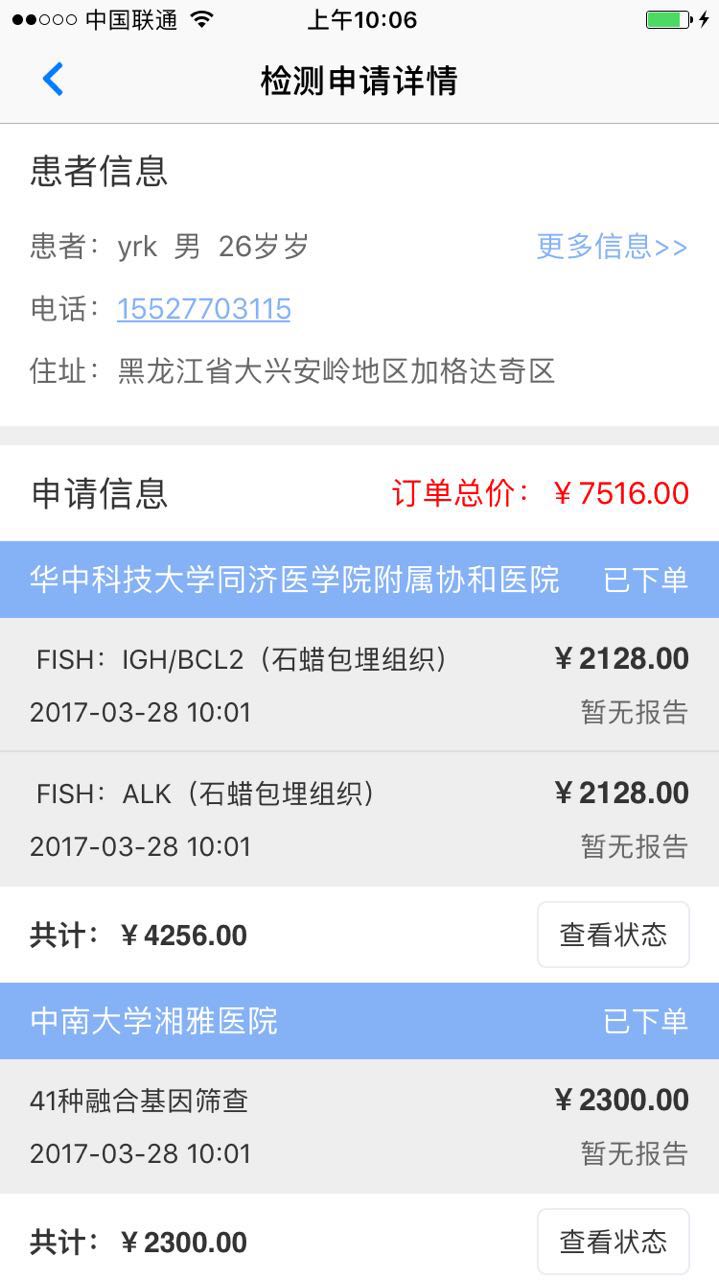 中国联通 上午10:06
检测申请详情
患者信息
患者：yrk 男 26岁岁 更多信息>>
电话：15527703115
住址：黑龙江省大兴安岭地区加格达奇区
申请信息 订单总价：￥7516.00
华中科技大学同济医学院附属协和医院 已下单
FISH：IGH/BCL2（石蜡包埋组织） ￥2128.00
2017-03-28 10:01 暂无报告
FISH：ALK（石蜡包埋组织） ￥2128.00
2017-03-28 10:01 暂无报告
共计：￥4256.00 查看状态
中南大学湘雅医院 已下单
41种融合基因筛查 ￥2300.00
2017-03-28 10:01 暂无报告
共计：￥2300.00 查看状态